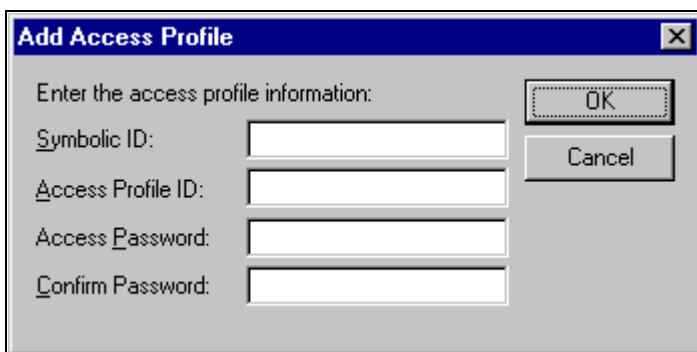 Add Access Profile
Enter the access profile information:
OK
Symbolic ID:
Cancel
Access Profile ID:
Access Password:
Confirm Password: